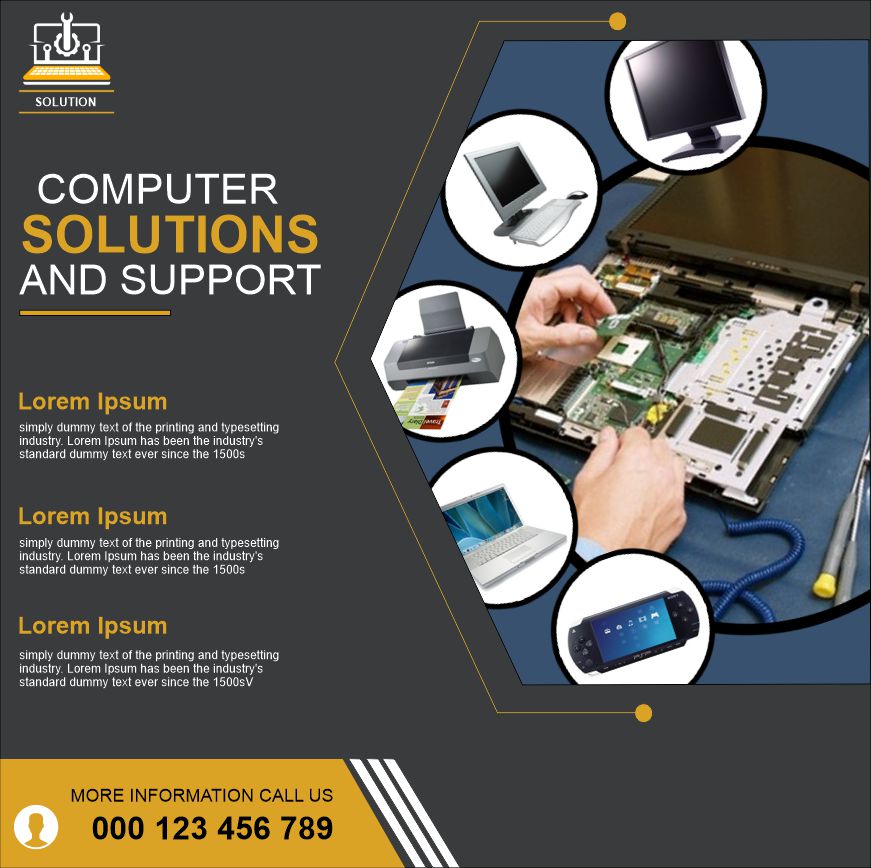 SOLUTION
COMPUTER
SOLUTIONS
AND SUPPORT
Lorem Ipsum
simply dummy text of the printing and typesetting
industry. Lorem Ipsum has been the industry's
standard dummy text ever since the 1500s
Lorem Ipsum
simply dummy text of the printing and typesetting
industry. Lorem Ipsum has been the industry's
standard dummy text ever since the 1500s
Lorem Ipsum
simply dummy text of the printing and typesetting
industry. Lorem Ipsum has been the industry's
standard dummy text ever since the 1500sV
Travel Diary
SONY
PSP
MORE INFORMATION CALL US
000 123 456 789